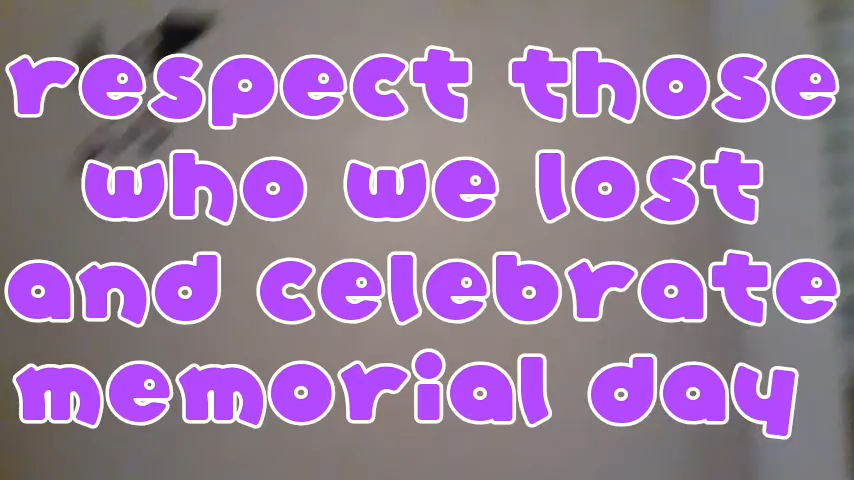 respect those
who we lost
and celebrate
memorial day